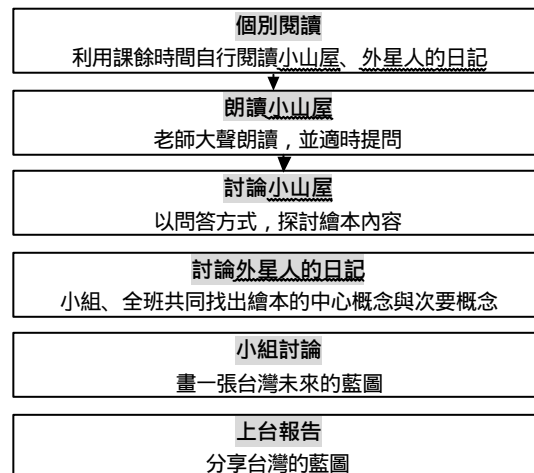 個別閱讀
利用課餘時間自行閱讀小山屋、外星人的日記
朗讀小山屋
老師大聲朗讀，並適時提問
討論小山屋
以問答方式，探討繪本內容
討論外星人的日記
小組、全班共同找出繪本的中心概念與次要概念
小組討論
畫一張台灣未來的藍圖
上台報告
分享台灣的藍圖